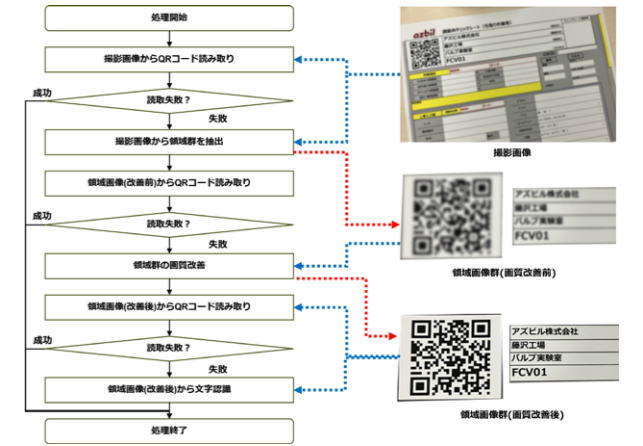 処理開始
撮影画像からQRコード読み取り
成功
読取失敗？
失敗
撮影画像から領域群を抽出
領域画像(改善前)からQRコード読み取り
成功
読取失敗？
失敗
領域群の画質改善
領域画像(改善後)からQRコード読み取り
成功
読取失敗？
失敗
領域画像(改善後)から文字認識
処理終了
azbil
アズビル株式会社
藤沢工場
バルブ実験室
FCV01
撮影画像
アズビル株式会社
藤沢工場
バルブ実験室
FCV01
領域画像群(画質改善前)
アズビル株式会社
藤沢工場
バルブ実験室
FCV01
領域画像群(画質改善後)